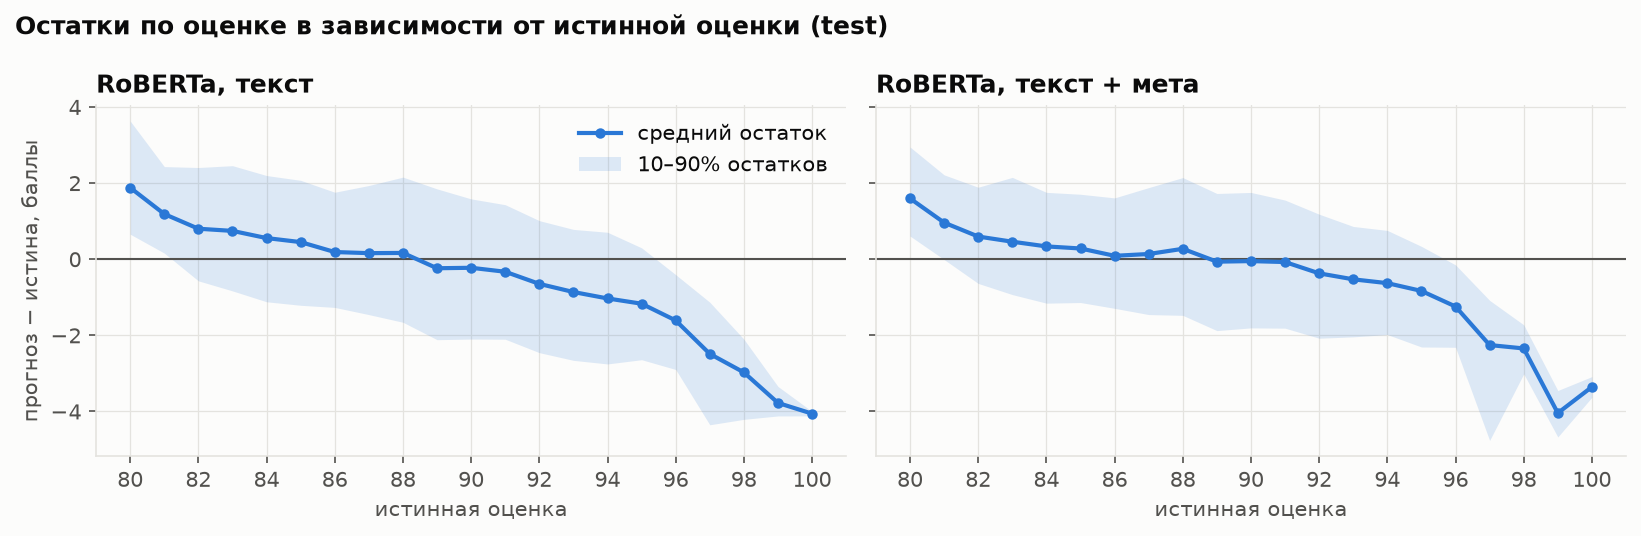 Остатки по оценке в зависимости от истинной оценки (test)
RoBERTa, текст
RoBERTa, текст + мета
средний остаток
10–90% остатков
прогноз − истина, баллы
4
2
0
−2
−4
80 82 84 86 88 90 92 94 96 98 100
80 82 84 86 88 90 92 94 96 98 100
истинная оценка
истинная оценка